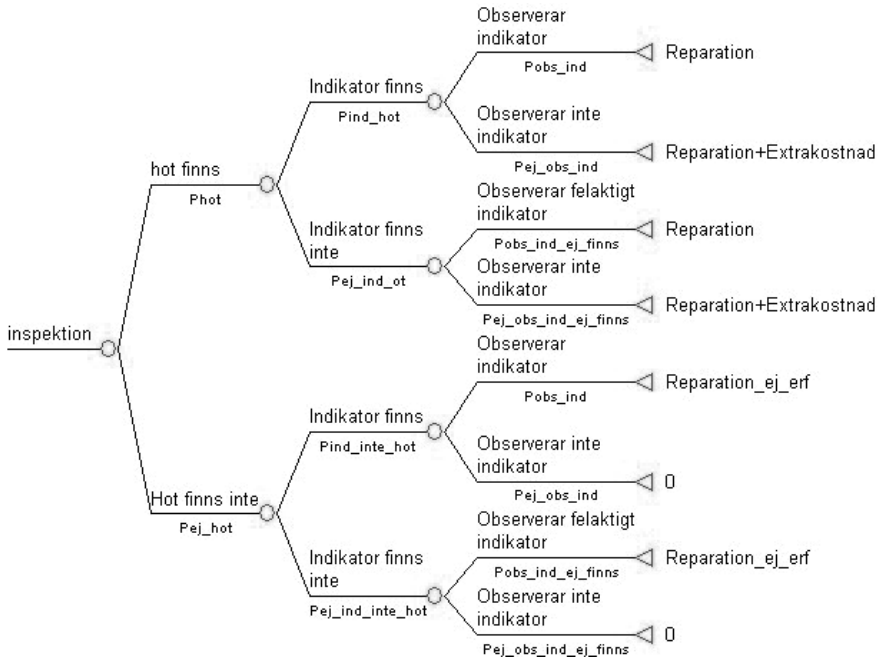 Observerar
indikator
Pobs_ind
Reparation
Indikator finns
Pind_hot
Observerar inte
indikator
Pej_obs_ind
Reparation+Extrakostnad
hot finns
Phot
Observerar felaktigt
indikator
Pobs_ind_ej_finns
Reparation
Indikator finns
inte
Pej_ind_ot
Observerar inte
indikator
Pej_obs_ind_ej_finns
Reparation+Extrakostnad
inspektion
Observerar
indikator
Pobs_ind
Reparation_ej_erf
Indikator finns
Pind_inte_hot
Observerar inte
indikator
Pej_obs_ind
0
Hot finns inte
Pej_hot
Observerar felaktigt
indikator
Pobs_ind_ej_finns
Reparation_ej_erf
Indikator finns
inte
Pej_ind_inte_hot
Observerar inte
indikator
Pej_obs_ind_ej_finns
0